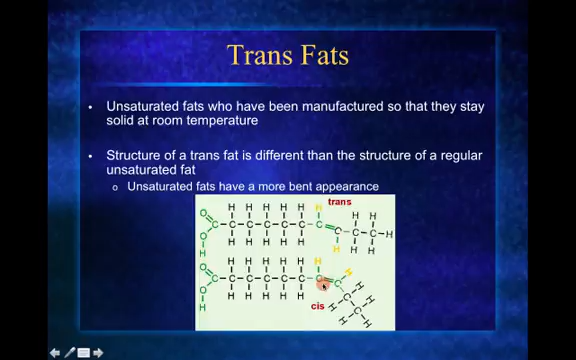 Trans Fats
• Unsaturated fats who have been manufactured so that they stay
solid at room temperature
• Structure of a trans fat is different than the structure of a regular
unsaturated fat
o Unsaturated fats have a more bent appearance
trans
H H H H H H H H
O
C–C–C–C–C–C–C=C–C–C–H
O
H H H H H H H H
H
H H H H H H H
O
C–C–C–C–C–C–C=C
O
H H H H H
H
cis
H C H
H C H
H H